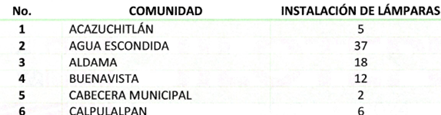 No. COMUNIDAD INSTALACIÓN DE LÁMPARAS
1 ACAZUCHITLÁN 5
2 AGUA ESCONDIDA 37
3 ALDAMA 18
4 BUENAVISTA 12
5 CABECERA MUNICIPAL 2
6 CALPULALPAN 6